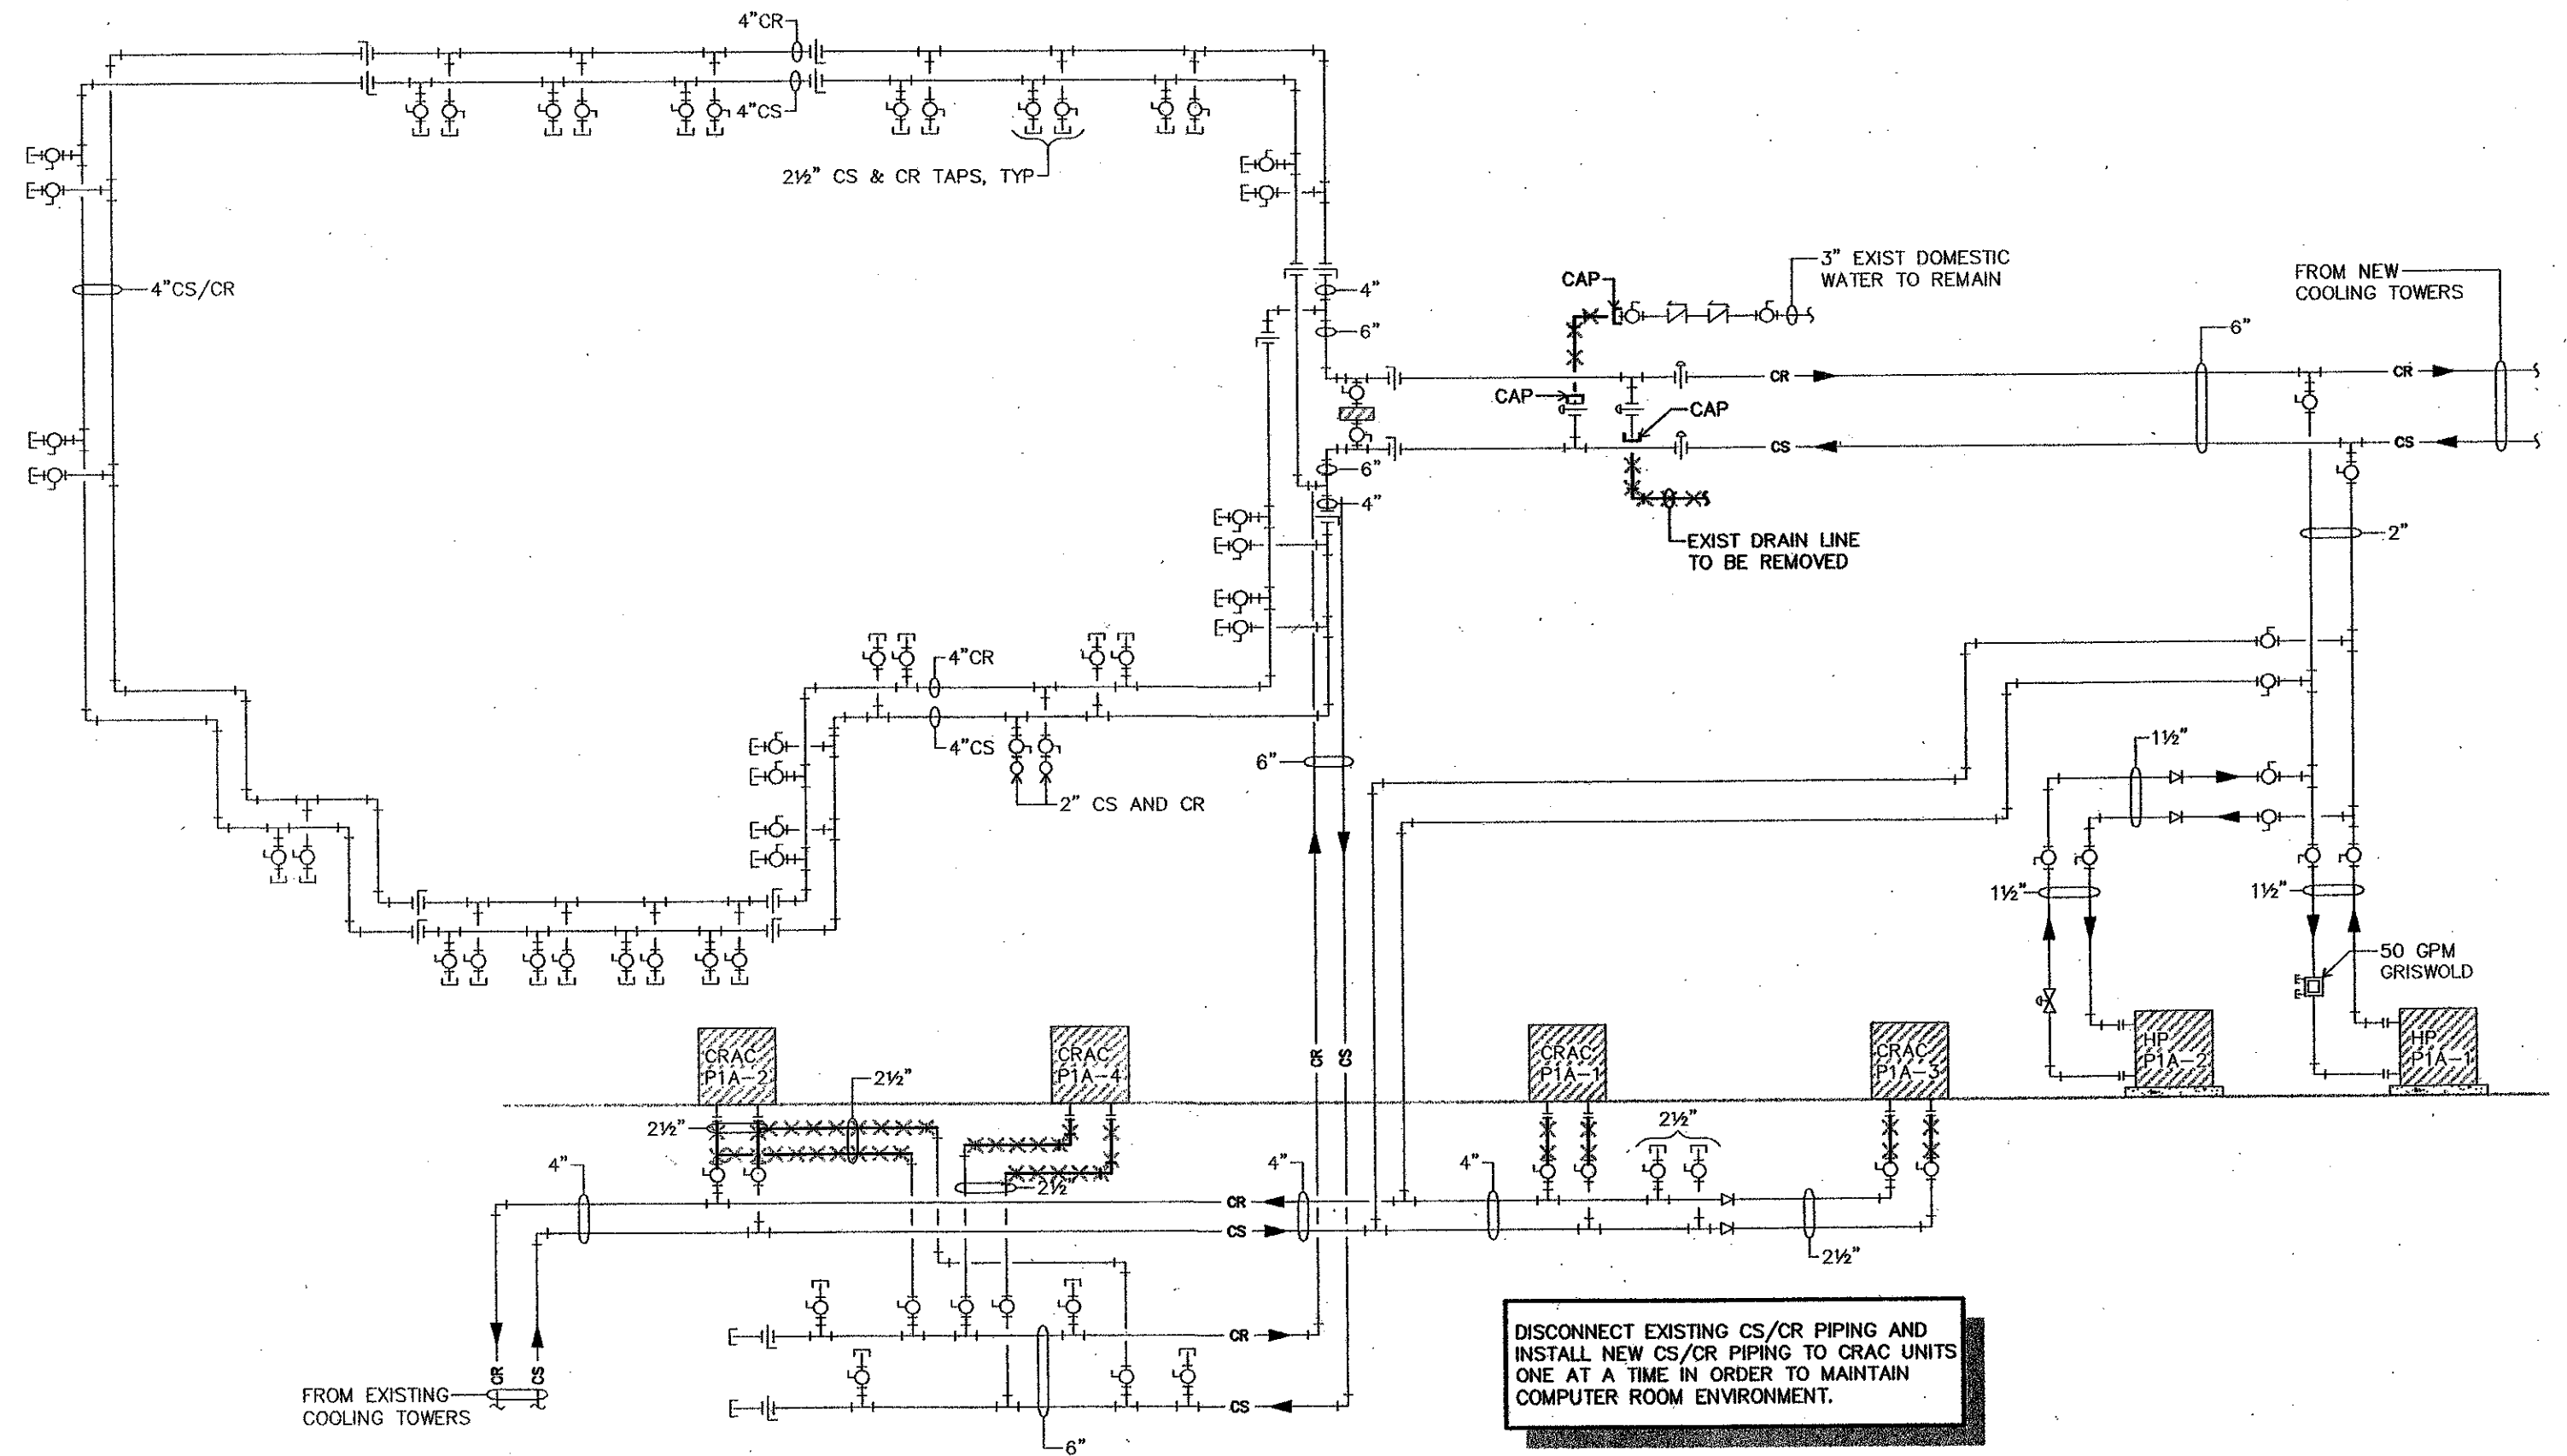 4"CR
4"CS
2½" CS & CR TAPS, TYP
4"CS/CR
4"
6"
CAP
3" EXIST DOMESTIC
WATER TO REMAIN
FROM NEW
COOLING TOWERS
6"
CR
CR
CAP
CAP
CS
CS
6"
4"
EXIST DRAIN LINE
TO BE REMOVED
2"
4"CR
4"CS
2" CS AND CR
6"
1½"
1½"
1½"
50 GPM
GRISWOLD
CRAC
P1A-2
CRAC
P1A-4
CR
CS
CRAC
P1A-1
CRAC
P1A-3
HP
P1A-2
HP
P1A-1
2½"
2½"
2½"
4"
2½
4"
4"
CR
CS
2½"
CR
CS
CR
CS
6"
FROM EXISTING
COOLING TOWERS
DISCONNECT EXISTING CS/CR PIPING AND
INSTALL NEW CS/CR PIPING TO CRAC UNITS
ONE AT A TIME IN ORDER TO MAINTAIN
COMPUTER ROOM ENVIRONMENT.